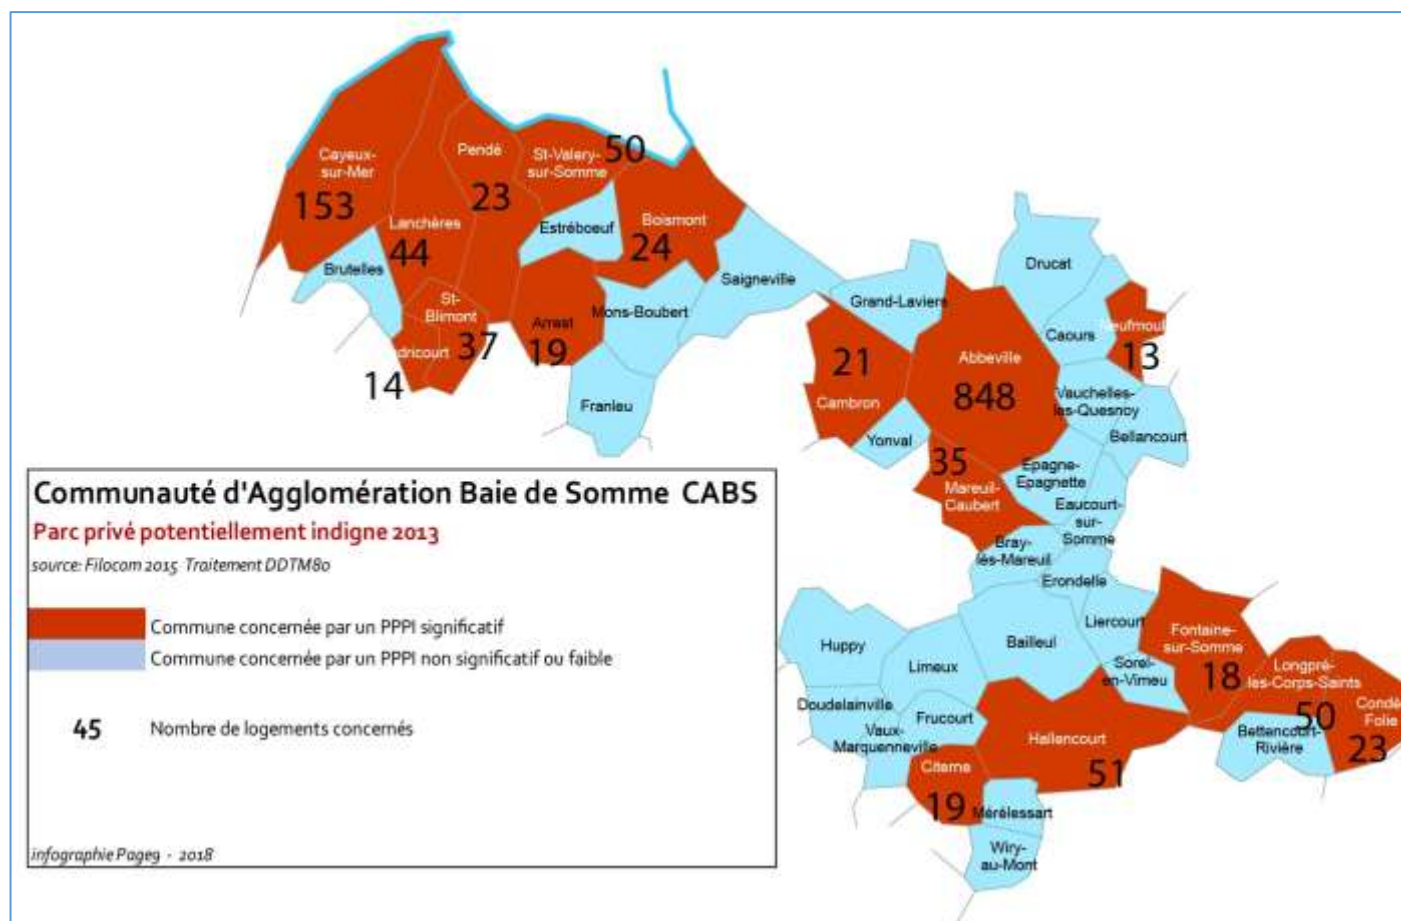 Cayeux-
sur-Mer
153
Pendé
23
St-Valery-
sur-Somme
50
Lanchères
44
Estréboeuf
Boismont
24
Brutelles
Saigneville
St-
Blimont
37
dricourt
14
Arrest
19
Mons-Boubert
Franleu
Drucat
Grand-Laviers
Caours
Neufmouli
13
Abbeville
848
21
Cambron
Vauchelles-
les-Quesnoy
Bellancourt
Yonval
35
Mareuil-
Caubert
Epagne-
Epagnette
Eaucourt-
sur-
Somme
Bray-
lès-Mareuil
Erondelle
Liercourt
Huppy
Limeux
Bailleul
Fontaine-
sur-Somme
18
Sorel-
en-Vimeu
Longpré-
les-Corps-Saints
50
Condé-
Folie
23
Doudelainville
Frucourt
Vaux-
Marquenneville
Hallencourt
51
Bettencourt-
Rivière
Citerne
19
Mérélessart
Wiry-
au-Mont
Communauté d'Agglomération Baie de Somme CABS
Parc privé potentiellement indigne 2013
source: Filocom 2015 Traitement DDTM80
Commune concernée par un PPPI significatif
Commune concernée par un PPPI non significatif ou faible
45 Nombre de logements concernés
infographie Page9 - 2018